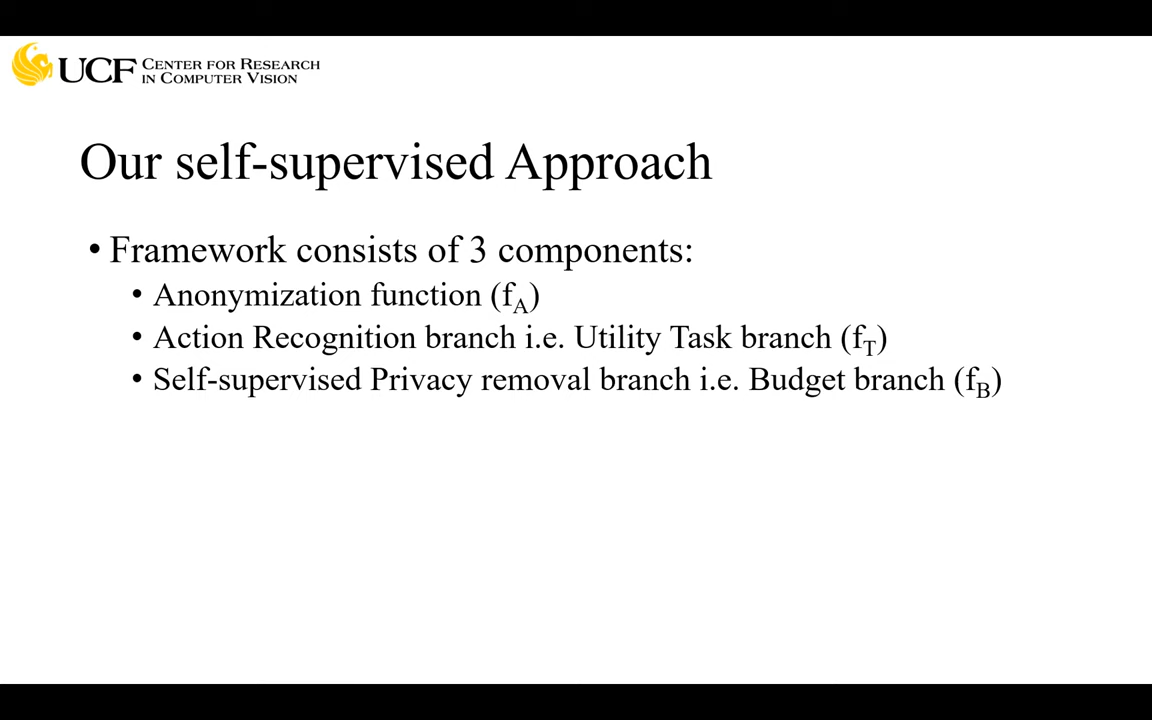 UCF CENTER FOR RESEARCH
IN COMPUTER VISION
Our self-supervised Approach
• Framework consists of 3 components:
• Anonymization function (fA)
• Action Recognition branch i.e. Utility Task branch (fT)
• Self-supervised Privacy removal branch i.e. Budget branch (fB)